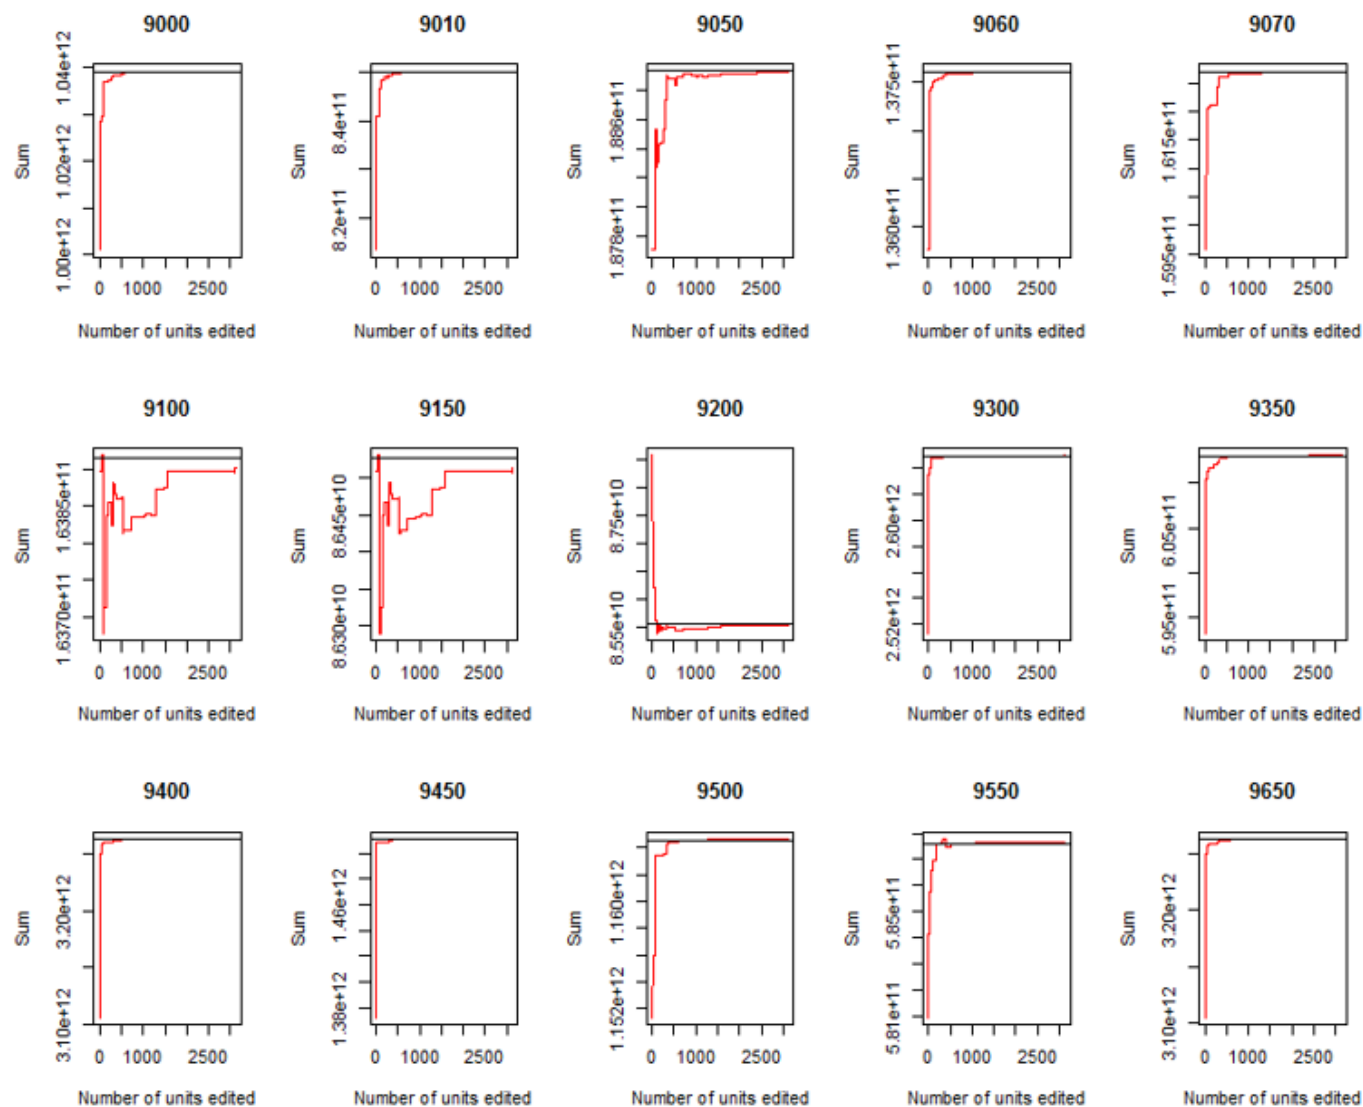 9000 9010 9050 9060 9070
Sum Sum Sum Sum Sum
1.00e+12 1.02e+12 1.04e+12
8.2e+11 8.4e+11
1.878e+11 1.886e+11
1.360e+11 1.375e+11
1.595e+11 1.615e+11
0 1000 2500 0 1000 2500 0 1000 2500 0 1000 2500 0 1000 2500
Number of units edited Number of units edited Number of units edited Number of units edited Number of units edited
9100 9150 9200 9300 9350
Sum Sum Sum Sum Sum
1.6370e+11 1.6385e+11
8.630e+10 8.645e+10
8.55e+10 8.75e+10
2.52e+12 2.60e+12
5.95e+11 6.05e+11
0 1000 2500 0 1000 2500 0 1000 2500 0 1000 2500 0 1000 2500
Number of units edited Number of units edited Number of units edited Number of units edited Number of units edited
9400 9450 9500 9550 9650
Sum Sum Sum Sum Sum
3.10e+12 3.20e+12
1.38e+12 1.46e+12
1.152e+12 1.160e+12
5.81e+11 5.85e+11
3.10e+12 3.20e+12
0 1000 2500 0 1000 2500 0 1000 2500 0 1000 2500 0 1000 2500
Number of units edited Number of units edited Number of units edited Number of units edited Number of units edited